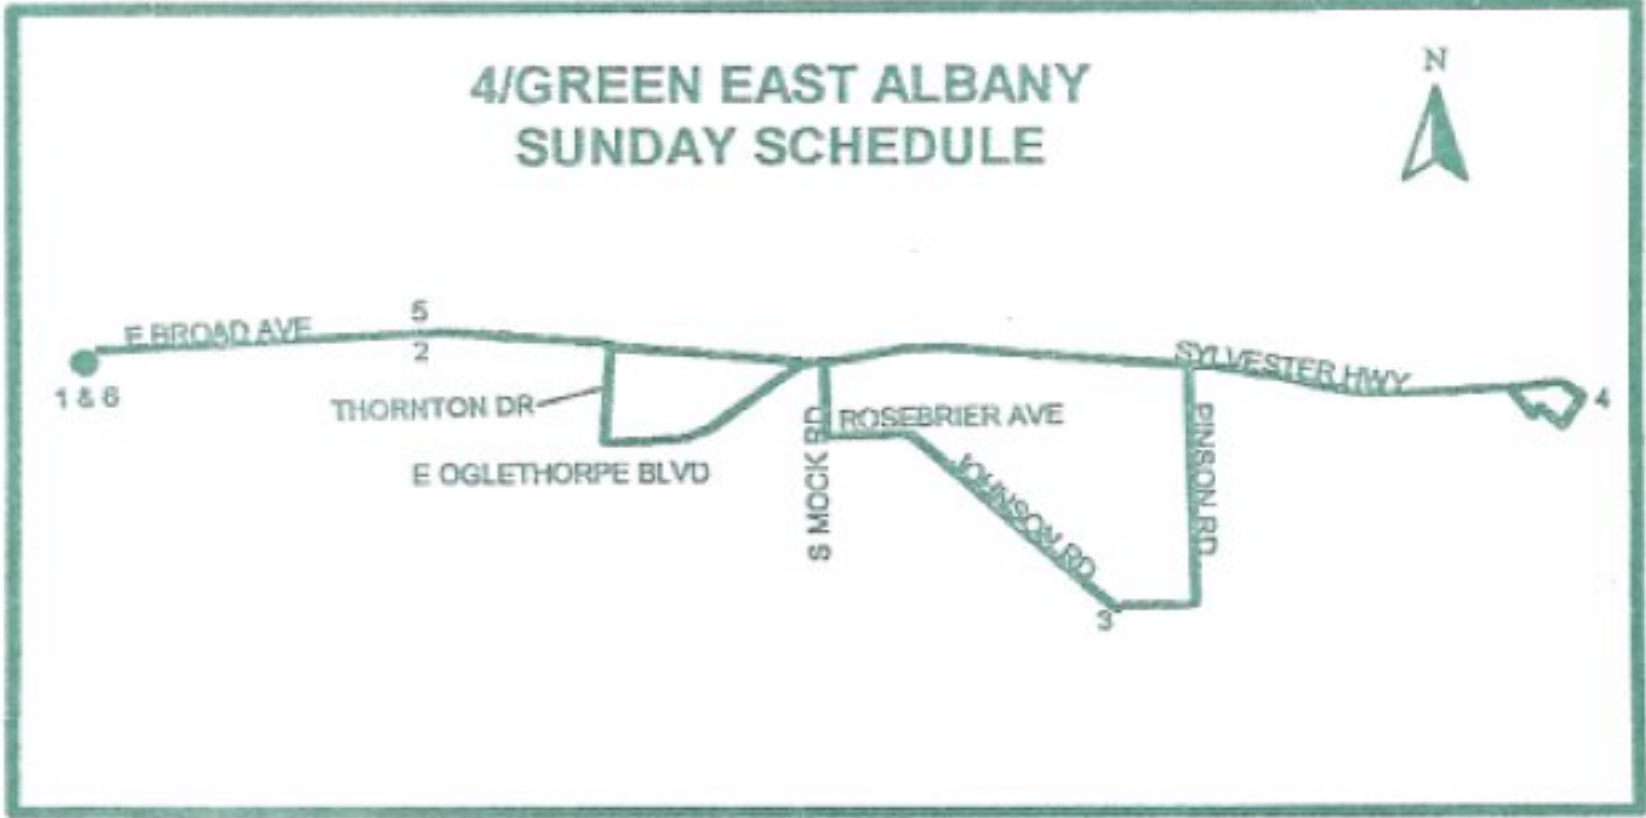 4/GREEN EAST ALBANY
SUNDAY SCHEDULE
N
5
E BROAD AVE
2
1 & 6
THORNTON DR
E OGLETHORPE BLVD
S MOCK RD
ROSEBRIER AVE
JOHNSON RD
3
PINSON RD
SYLVESTER HWY
4